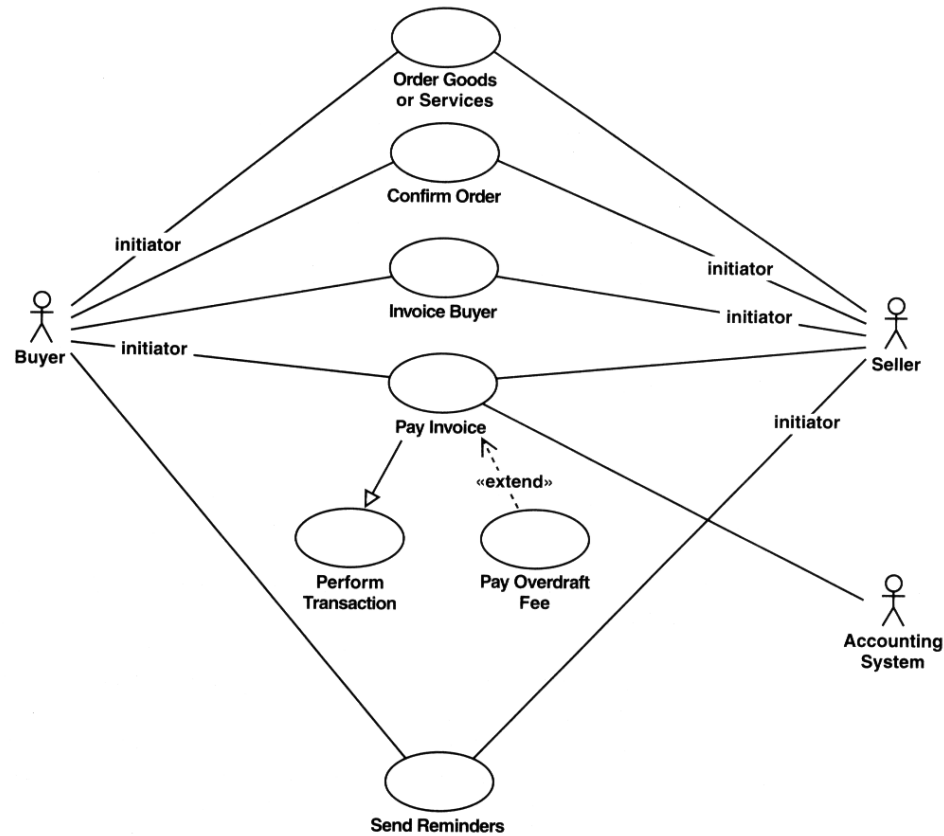 Order Goods
or Services
Confirm Order
initiator
initiator
Invoice Buyer
initiator
initiator
Buyer
Seller
Pay Invoice
initiator
«extend»
Perform
Transaction
Pay Overdraft
Fee
Accounting
System
Send Reminders